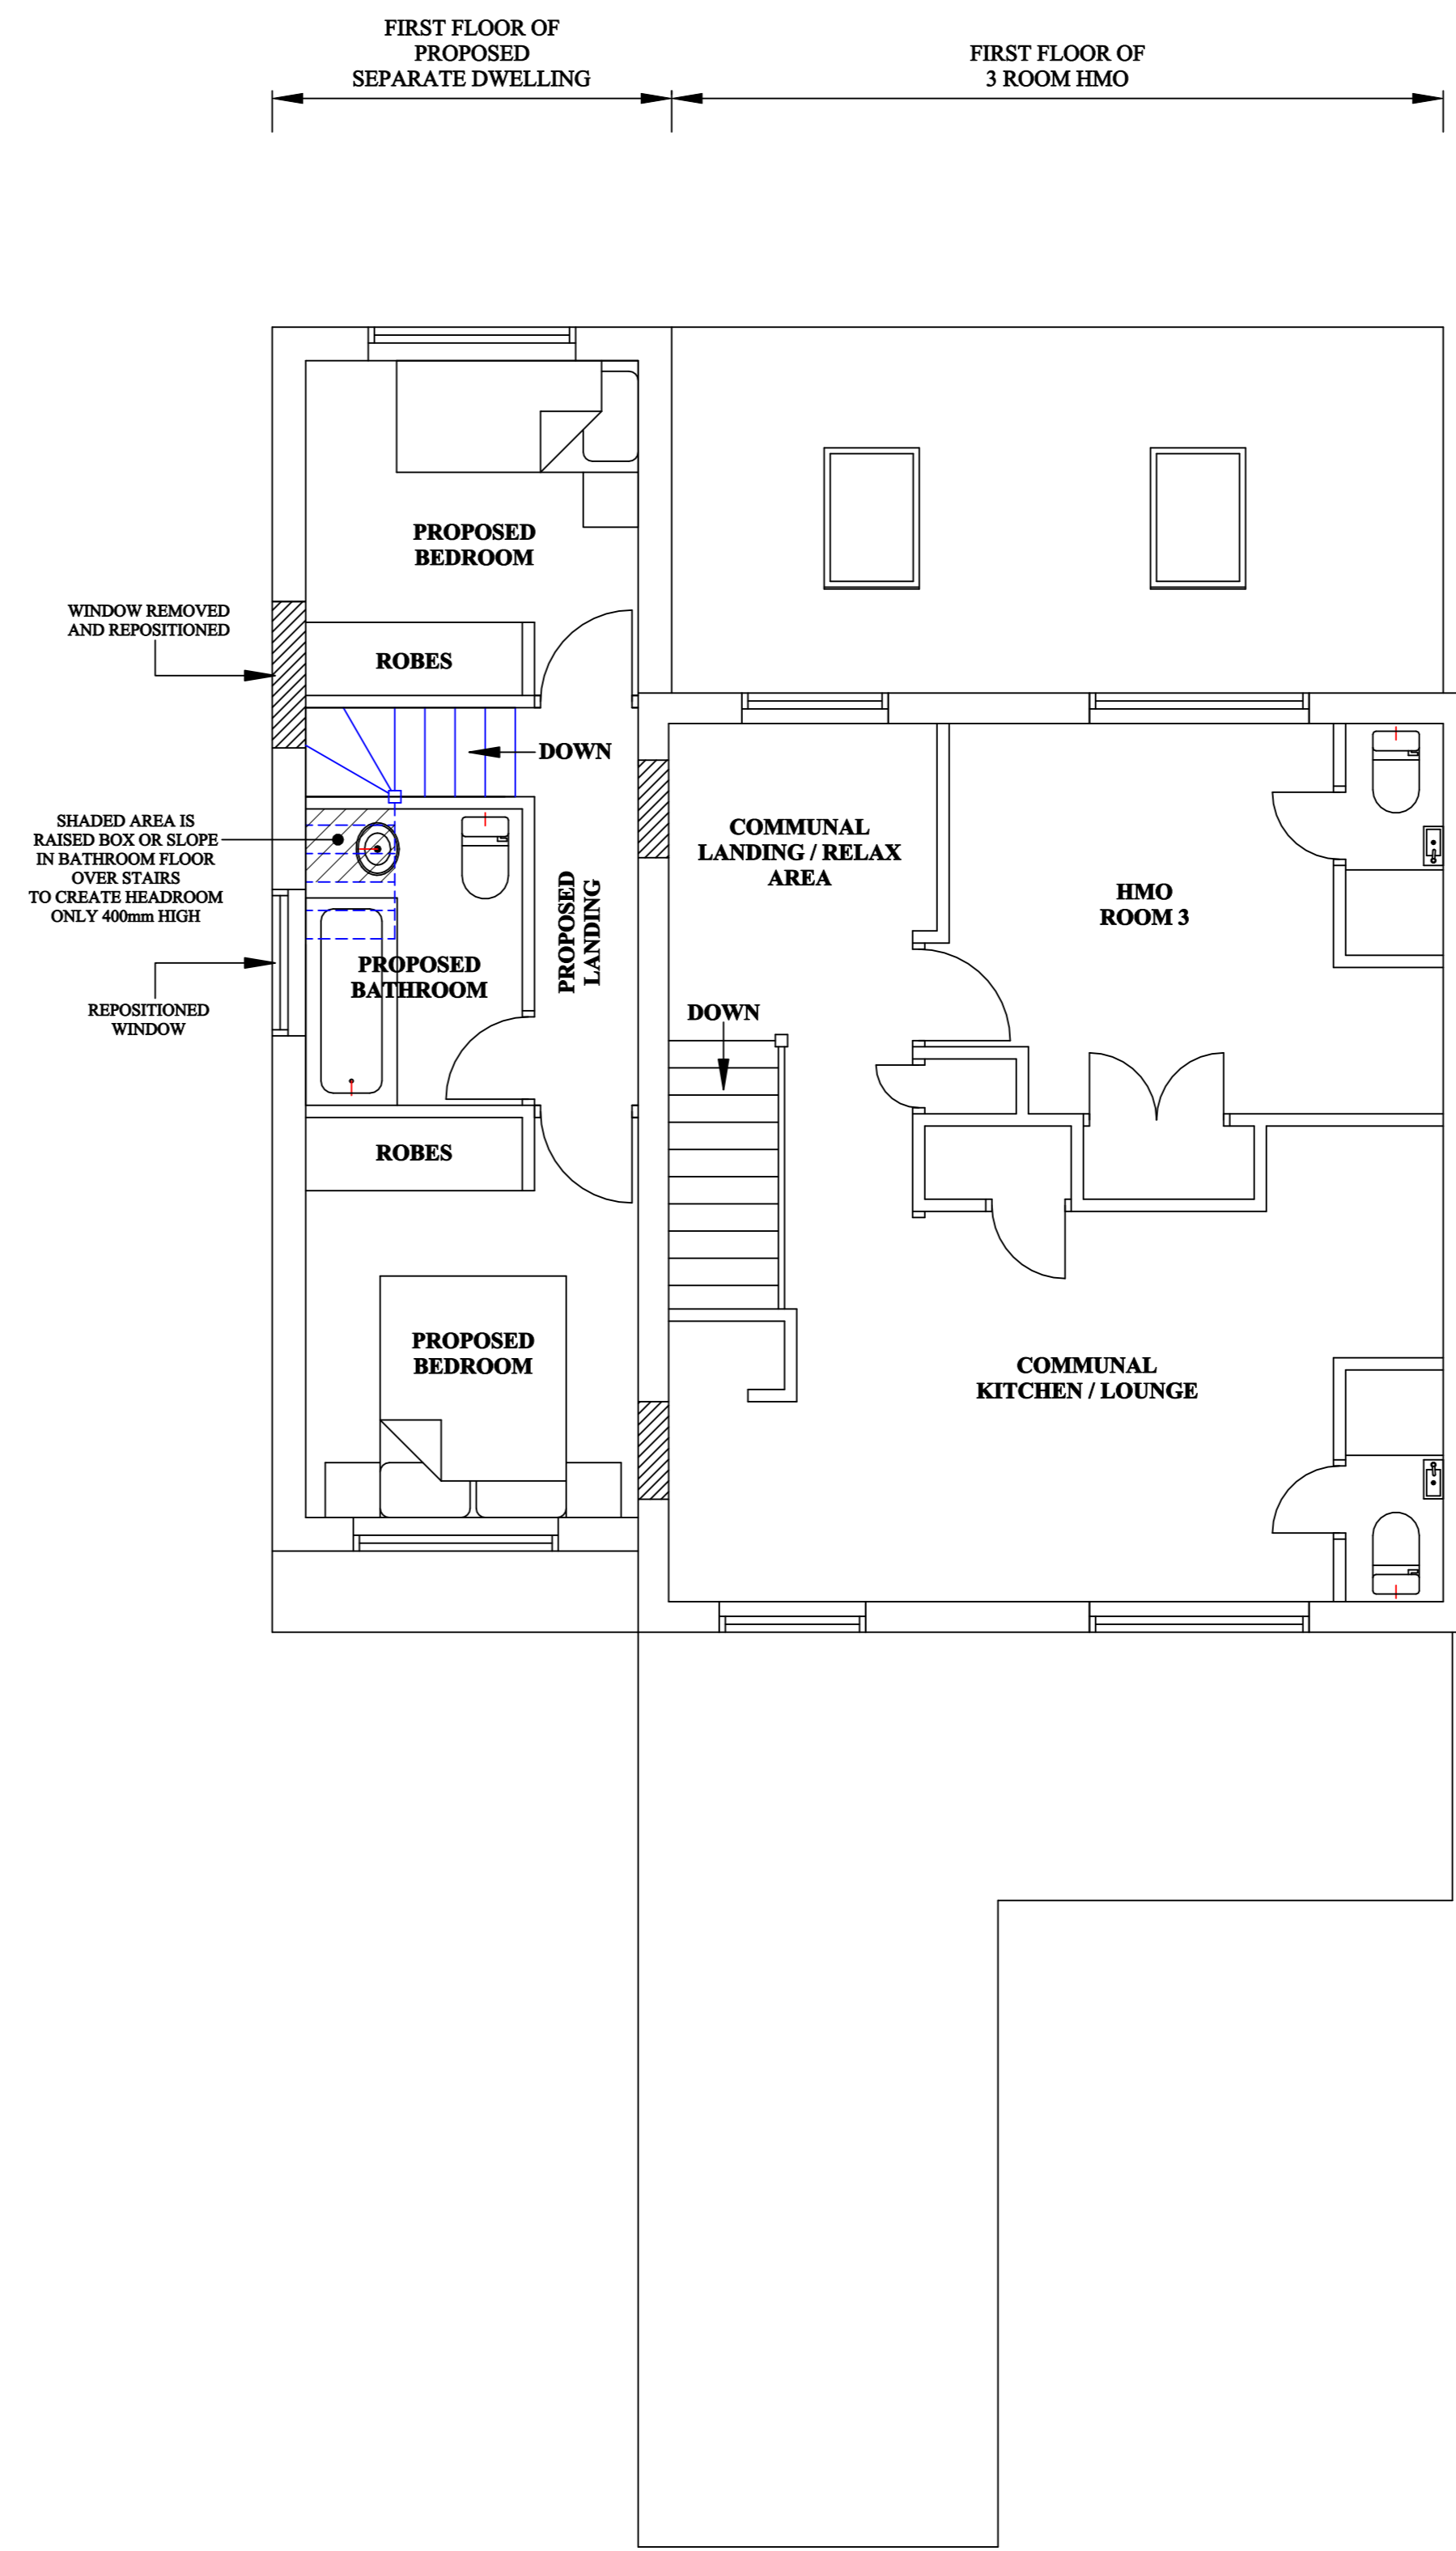 FIRST FLOOR OF
PROPOSED
SEPARATE DWELLING
FIRST FLOOR OF
3 ROOM HMO
PROPOSED
BEDROOM
WINDOW REMOVED
AND REPOSITIONED
ROBES
DOWN
SHADED AREA IS
RAISED BOX OR SLOPE
IN BATHROOM FLOOR
OVER STAIRS
TO CREATE HEADROOM
ONLY 400mm HIGH
COMMUNAL
LANDING / RELAX
AREA
HMO
ROOM 3
PROPOSED
LANDING
PROPOSED
BATHROOM
REPOSITIONED
WINDOW
DOWN
ROBES
PROPOSED
BEDROOM
COMMUNAL
KITCHEN / LOUNGE